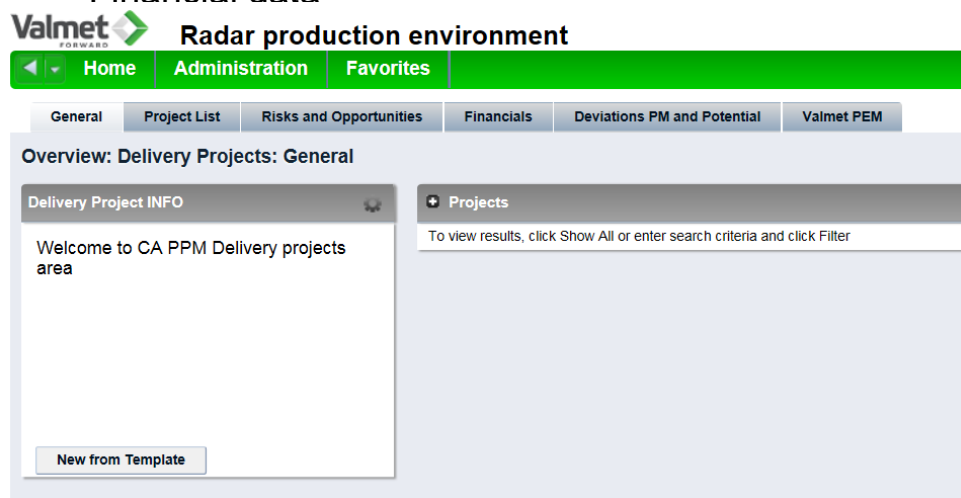 Financial data
Valmet
FORWARD
Radar production environment
Home Administration Favorites
General Project List Risks and Opportunities Financials Deviations PM and Potential Valmet PEM
Overview: Delivery Projects: General
Delivery Project INFO
Projects
To view results, click Show All or enter search criteria and click Filter
Welcome to CA PPM Delivery projects
area
New from Template